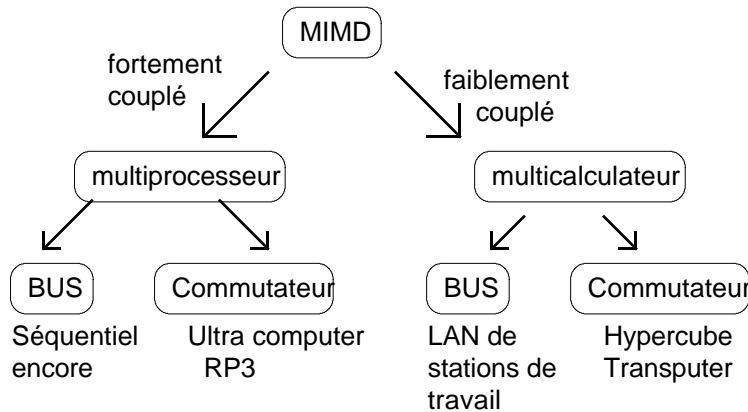 MIMD
fortement
couplé
faiblement
couplé
multiprocesseur
multicalculateur
BUS
Commutateur
BUS
Commutateur
Séquentiel
encore
Ultra computer
RP3
LAN de
stations de
travail
Hypercube
Transputer